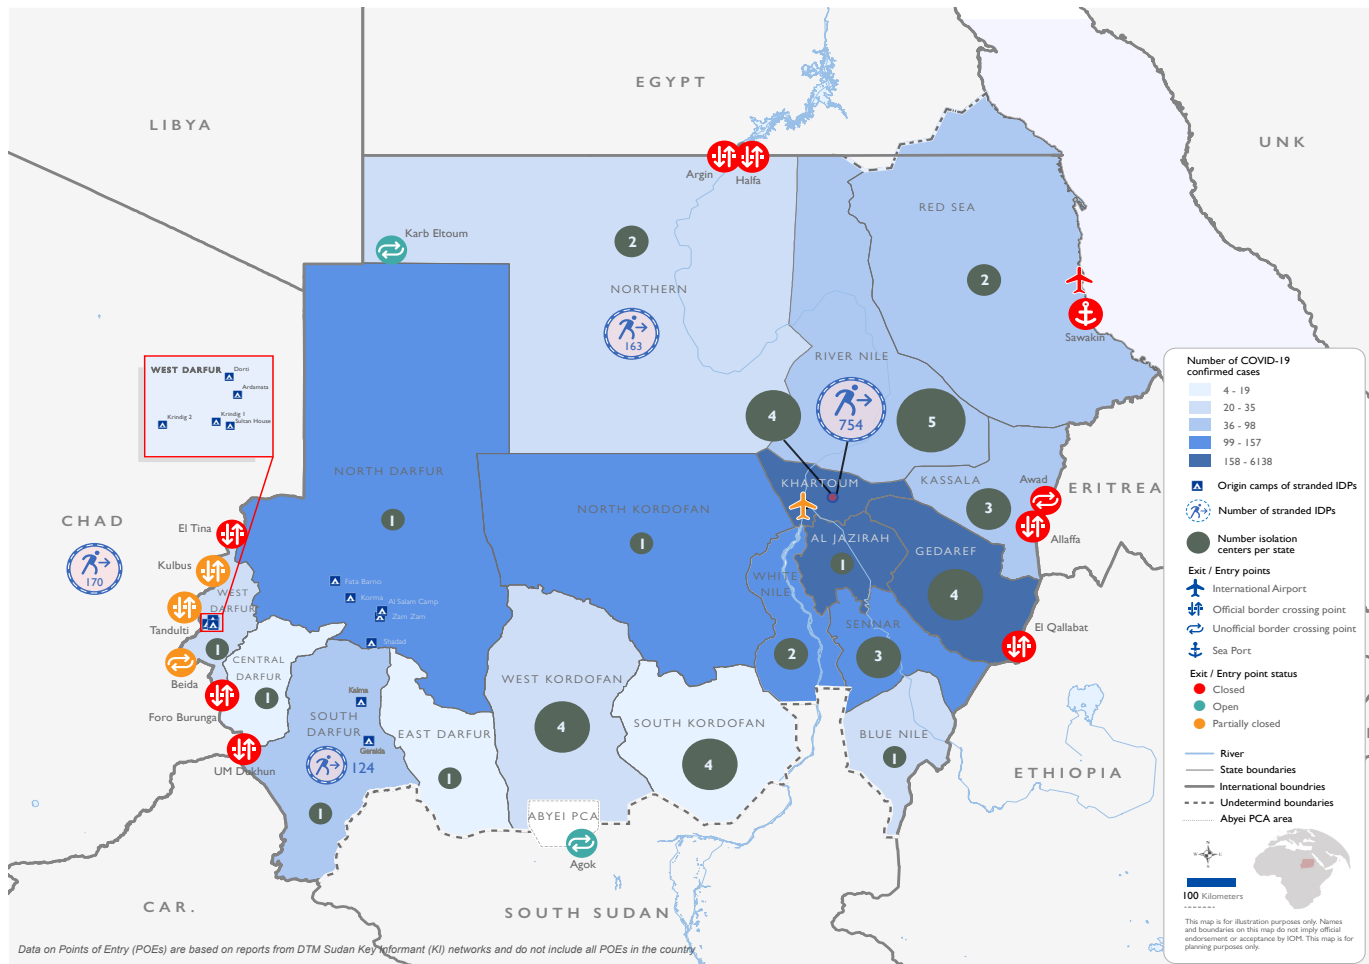 EGYPT
LIBYA
UNK
Argin
Halfa
RED SEA
Karb Eltoum
2
2
NORTHERN
163
Sawakin
RIVER NILE
WEST DARFUR
Dorti
Ardamata
Krindig 2
Krindig 1
Sultan House
4
754
5
NORTH DARFUR
KHARTOUM
KASSALA
Awad
ERITREA
NORTH KORDOFAN
3
CHAD
El Tina
1
1
AL JAZIRAH
Allaffa
GEDAREF
170
Kulbus
1
WHITE
NILE
WEST
DARFUR
Fata Barno
Korma
Al Salam Camp
Zam Zam
4
Tandulti
Shadad
SENNAR
El Qallabat
1
2
3
Beida
CENTRAL
DARFUR
WEST KORDOFAN
1
Kalma
Foro Burunga
SOUTH
DARFUR
SOUTH KORDOFAN
4
EAST DARFUR
BLUE NILE
Geraida
UM Dukhun
124
4
1
1
ETHIOPIA
1
ABYEI PCA
Agok
CAR.
SOUTH SUDAN
Data on Points of Entry (POEs) are based on reports from DTM Sudan Key Informant (KI) networks and do not include all POEs in the country
Number of COVID-19
confirmed cases
4 - 19
20 - 35
36 - 98
99 - 157
158 - 6138
Origin camps of stranded IDPs
Number of stranded IDPs
Number isolation
centers per state
Exit / Entry points
International Airport
Official border crossing point
Unofficial border crossing point
Sea Port
Exit / Entry point status
Closed
Open
Partially closed
River
State boundaries
International boundries
Undetermind boundaries
Abyei PCA area
N
W
E
S
100 Kilometers
This map is for illustration purposes only. Names
and boundaries on this map do not imply official
endorsement or acceptance by IOM. This map is for
planning purposes only.